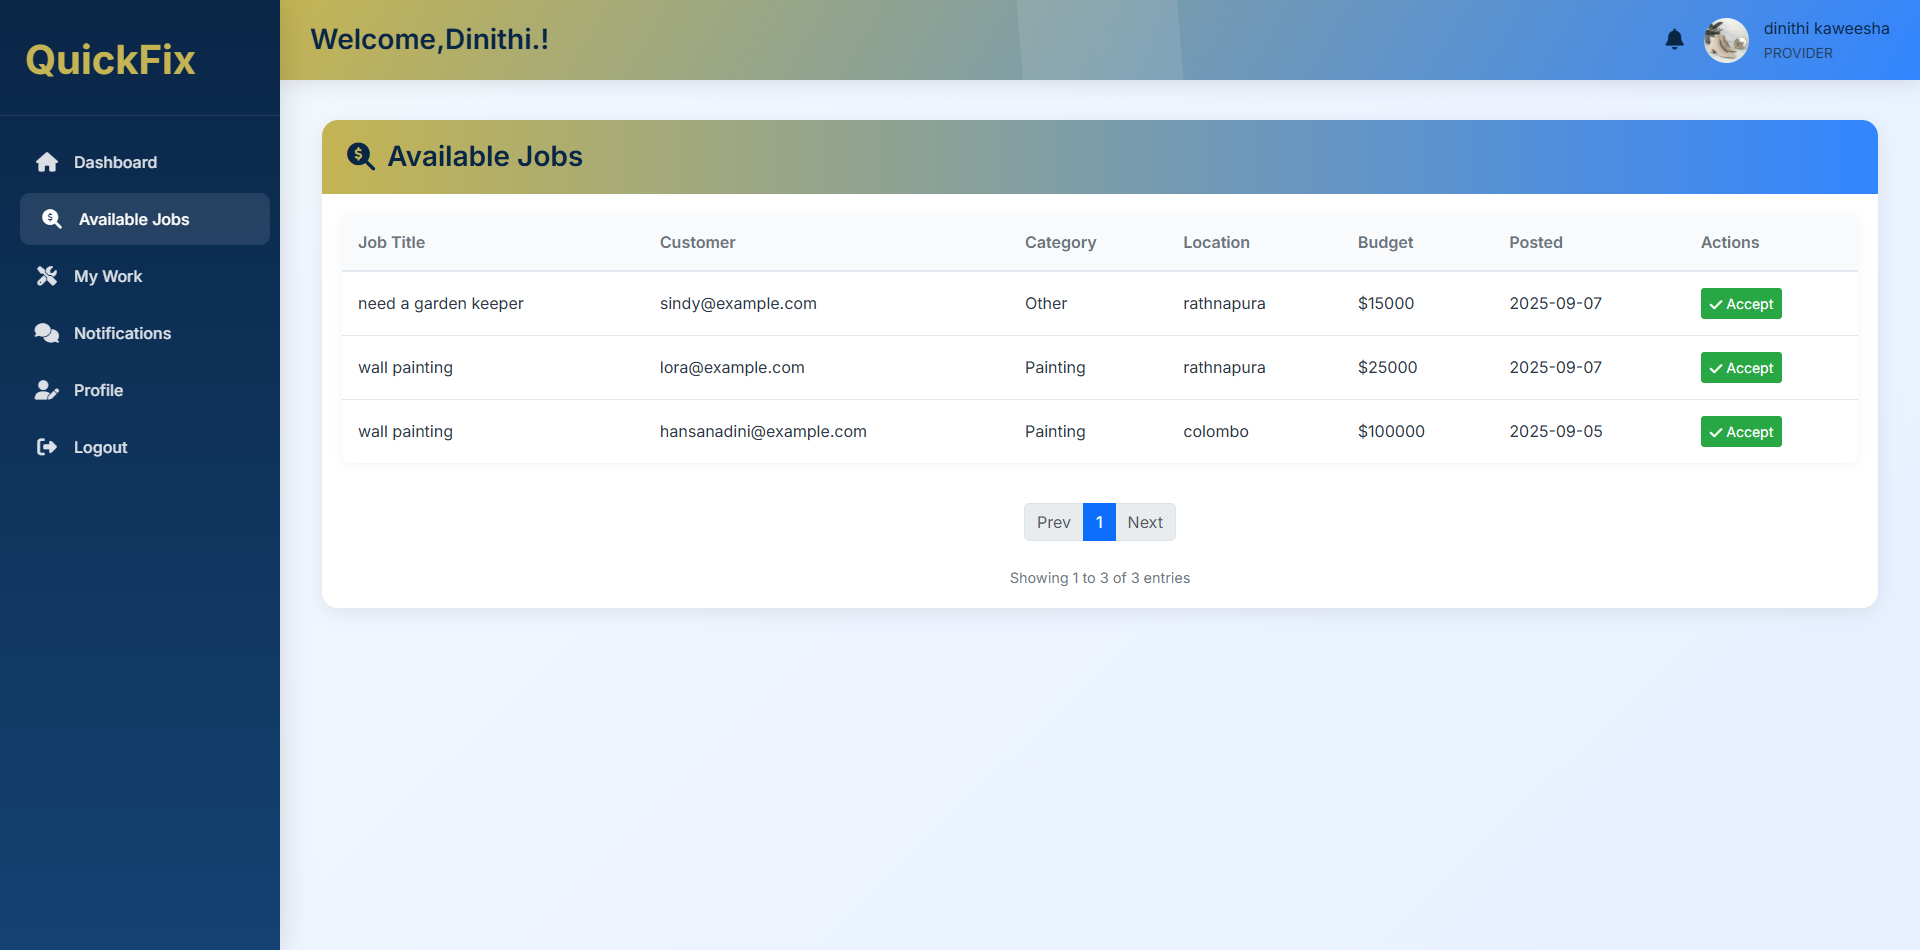 QuickFix
Dashboard
Available Jobs
My Work
Notifications
Profile
Logout
Welcome,Dinithi.!
dinithi kaweesha
PROVIDER
Available Jobs
Job Title Customer Category Location Budget Posted Actions
need a garden keeper sindy@example.com Other rathnapura $15000 2025-09-07 Accept
wall painting lora@example.com Painting rathnapura $25000 2025-09-07 Accept
wall painting hansanadini@example.com Painting colombo $100000 2025-09-05 Accept
Prev 1 Next
Showing 1 to 3 of 3 entries